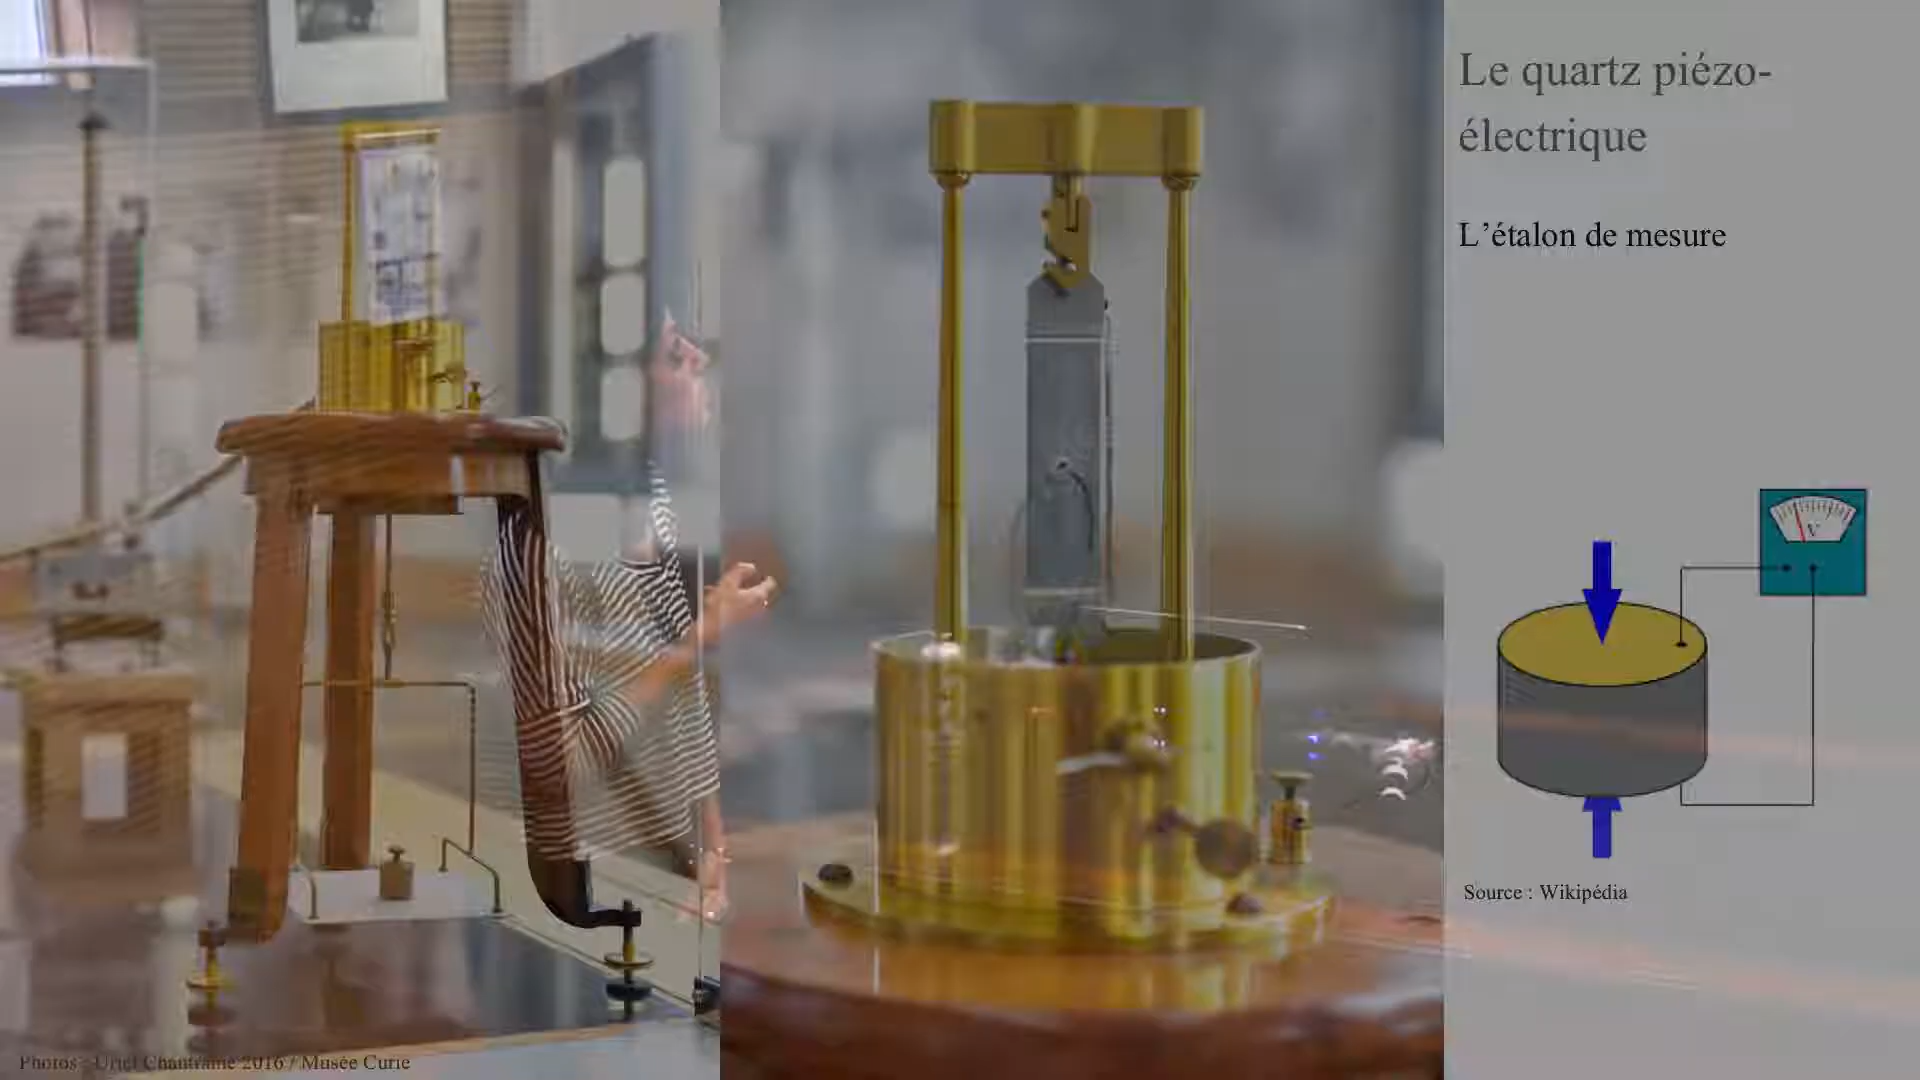 Le quartz piézo-
électrique
L’étalon de mesure
V
Source : Wikipédia
Photos : Uriel Chantraine 2016 / Musée Curie